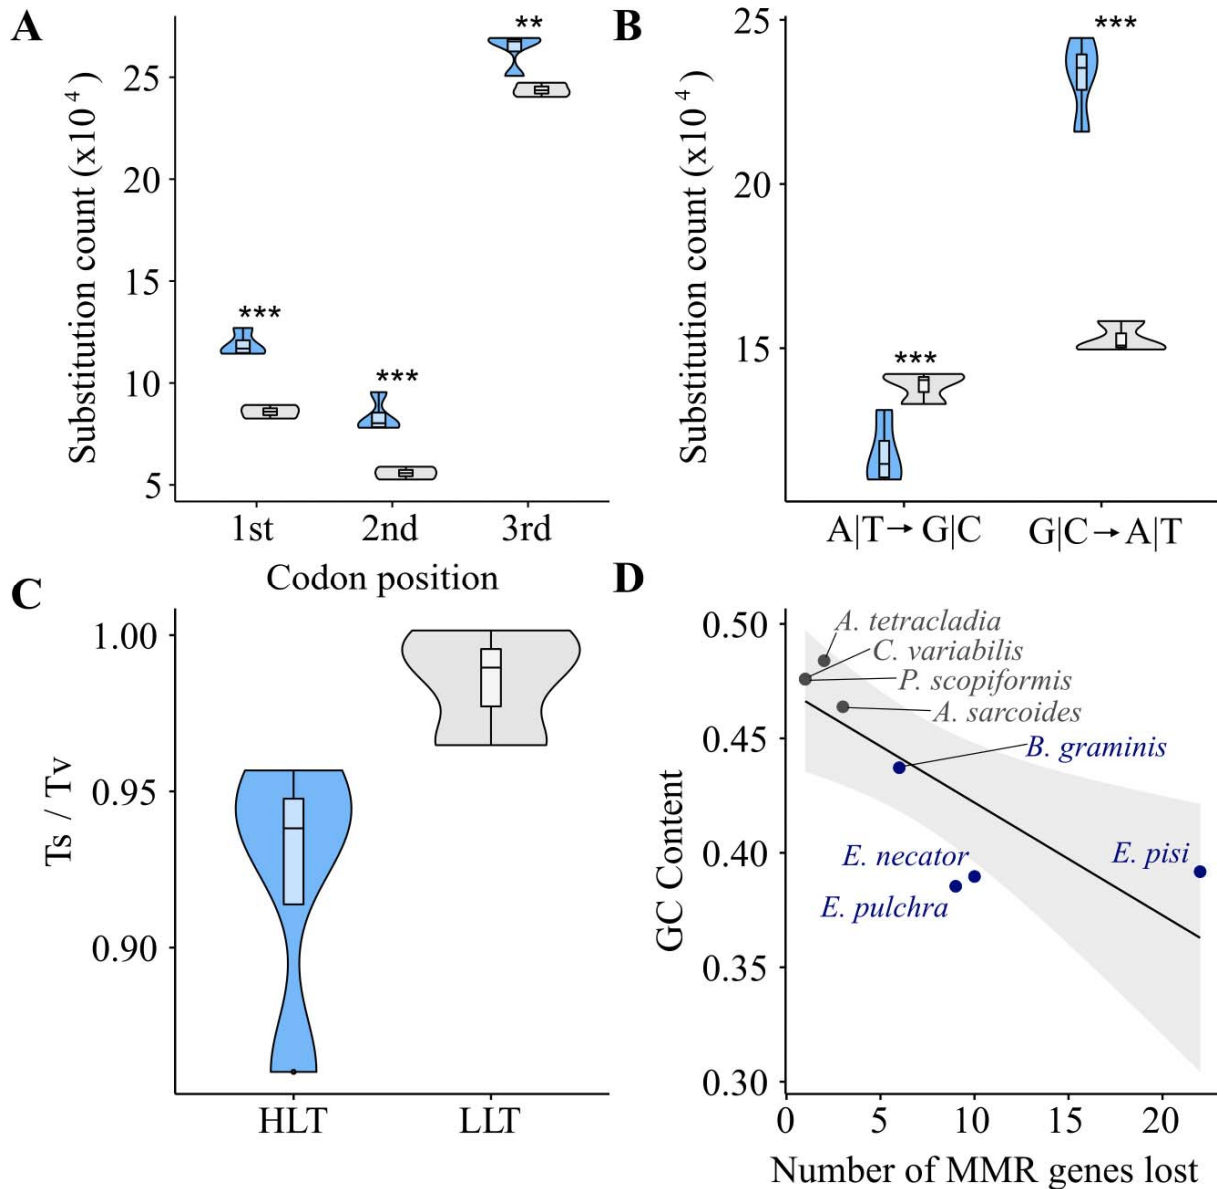 A
Substitution count (x10⁴)
25
20
15
10
5
**
***
***
1st
2nd
3rd
Codon position
B
Substitution count (x10⁴)
25
20
15
***
***
A|T→G|C
G|C→A|T
C
Ts / Tv
1.00
0.95
0.90
HLT
LLT
D
GC Content
0.50
0.45
0.40
0.35
0.30
A. tetracladia
C. variabilis
P. scopiformis
A. sarcoides
B. graminis
E. necator
E. pisi
E. pulchra
0
5
10
15
20
Number of MMR genes lost